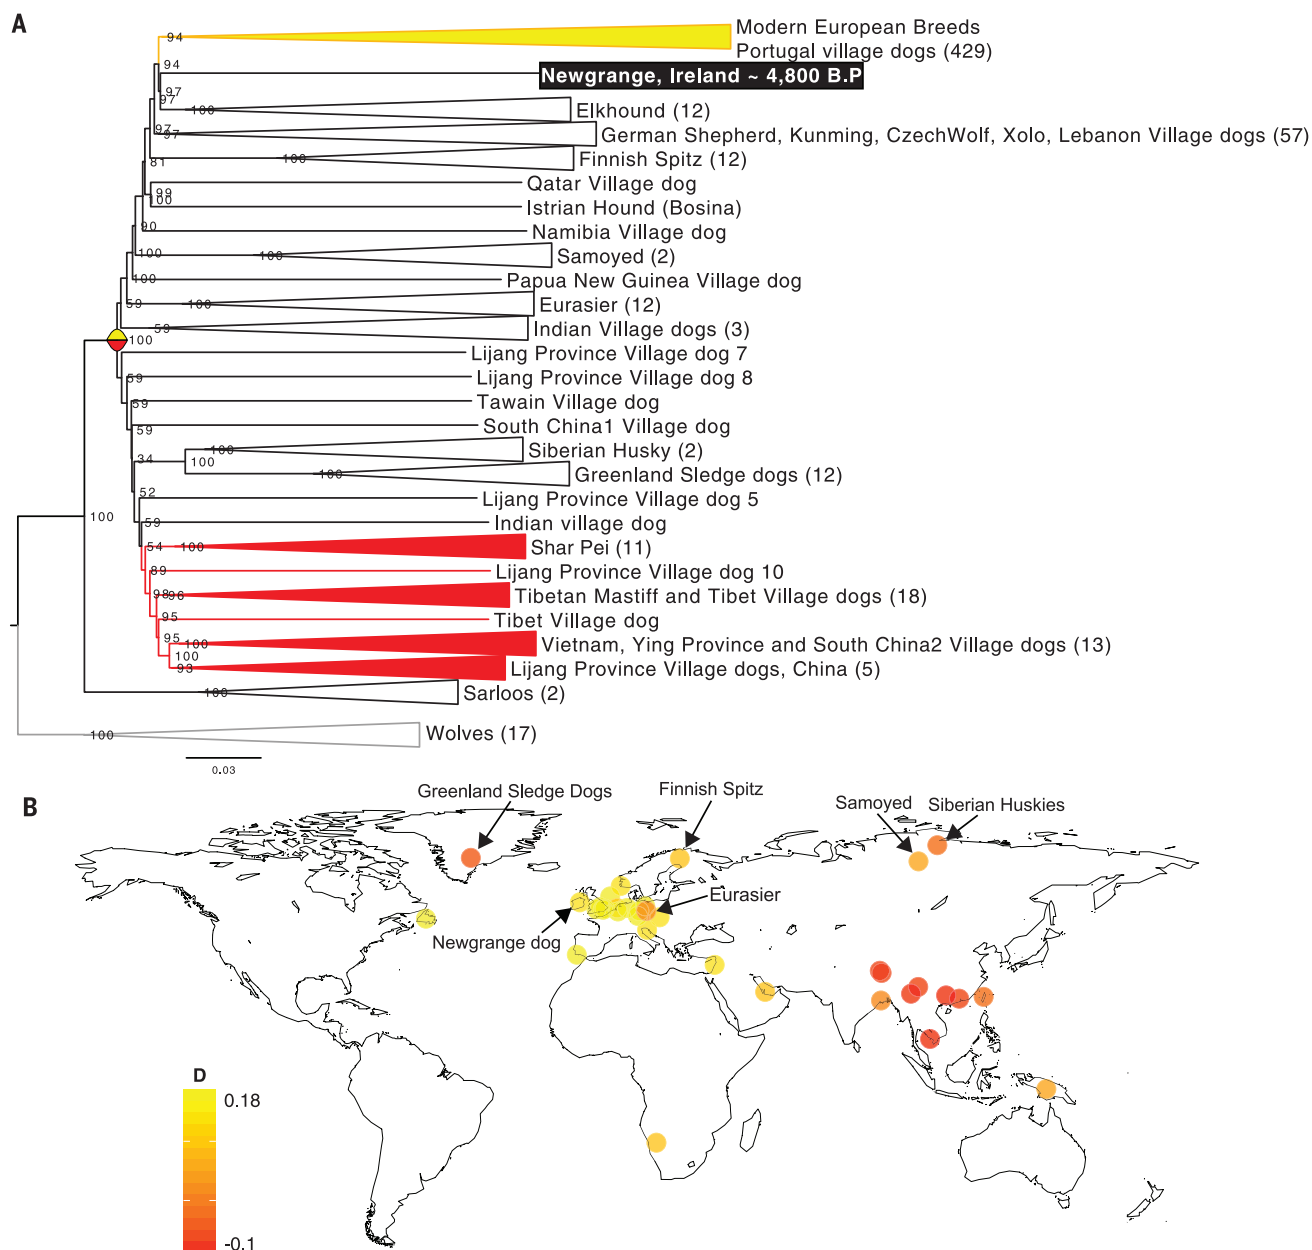 A
94
Modern European Breeds
Portugal village dogs (429)
94
Newgrange, Ireland ~ 4,800 B.P
97
97
100
Elkhound (12)
97
97
German Shepherd, Kunming, CzechWolf, Xolo, Lebanon Village dogs (57)
81
100
Finnish Spitz (12)
Qatar Village dog
99
100
Istrian Hound (Bosina)
90
Namibia Village dog
100
100
Samoyed (2)
100
Papua New Guinea Village dog
59
100
Eurasier (12)
59
Indian Village dogs (3)
100
Lijang Province Village dog 7
59
Lijang Province Village dog 8
59
Tawain Village dog
59
South China1 Village dog
100
Siberian Husky (2)
34
100
100
Greenland Sledge dogs (12)
52
Lijang Province Village dog 5
100
59
Indian village dog
54
100
Shar Pei (11)
89
Lijang Province Village dog 10
98
96
Tibetan Mastiff and Tibet Village dogs (18)
95
Tibet Village dog
95
100
Vietnam, Ying Province and South China2 Village dogs (13)
100
93
Lijang Province Village dogs, China (5)
100
Sarloos (2)
100
Wolves (17)
0.03
B
Greenland Sledge Dogs
Finnish Spitz
Samoyed
Siberian Huskies
Eurasier
Newgrange dog
D
0.18
-0.1